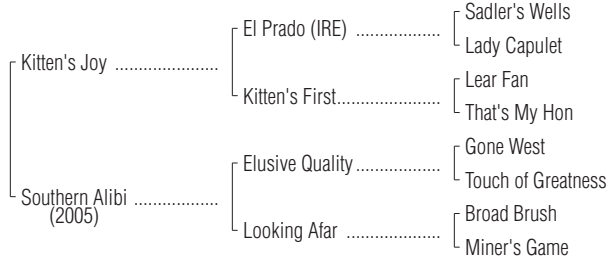 Sadler's Wells
El Prado (IRE) ...................
Lady Capulet
Kitten's Joy .......................
Lear Fan
Kitten's First.......................
That's My Hon
Gone West
Elusive Quality ...................
Touch of Greatness
Southern Alibi ...................
(2005)
Broad Brush
Looking Afar .....................
Miner's Game